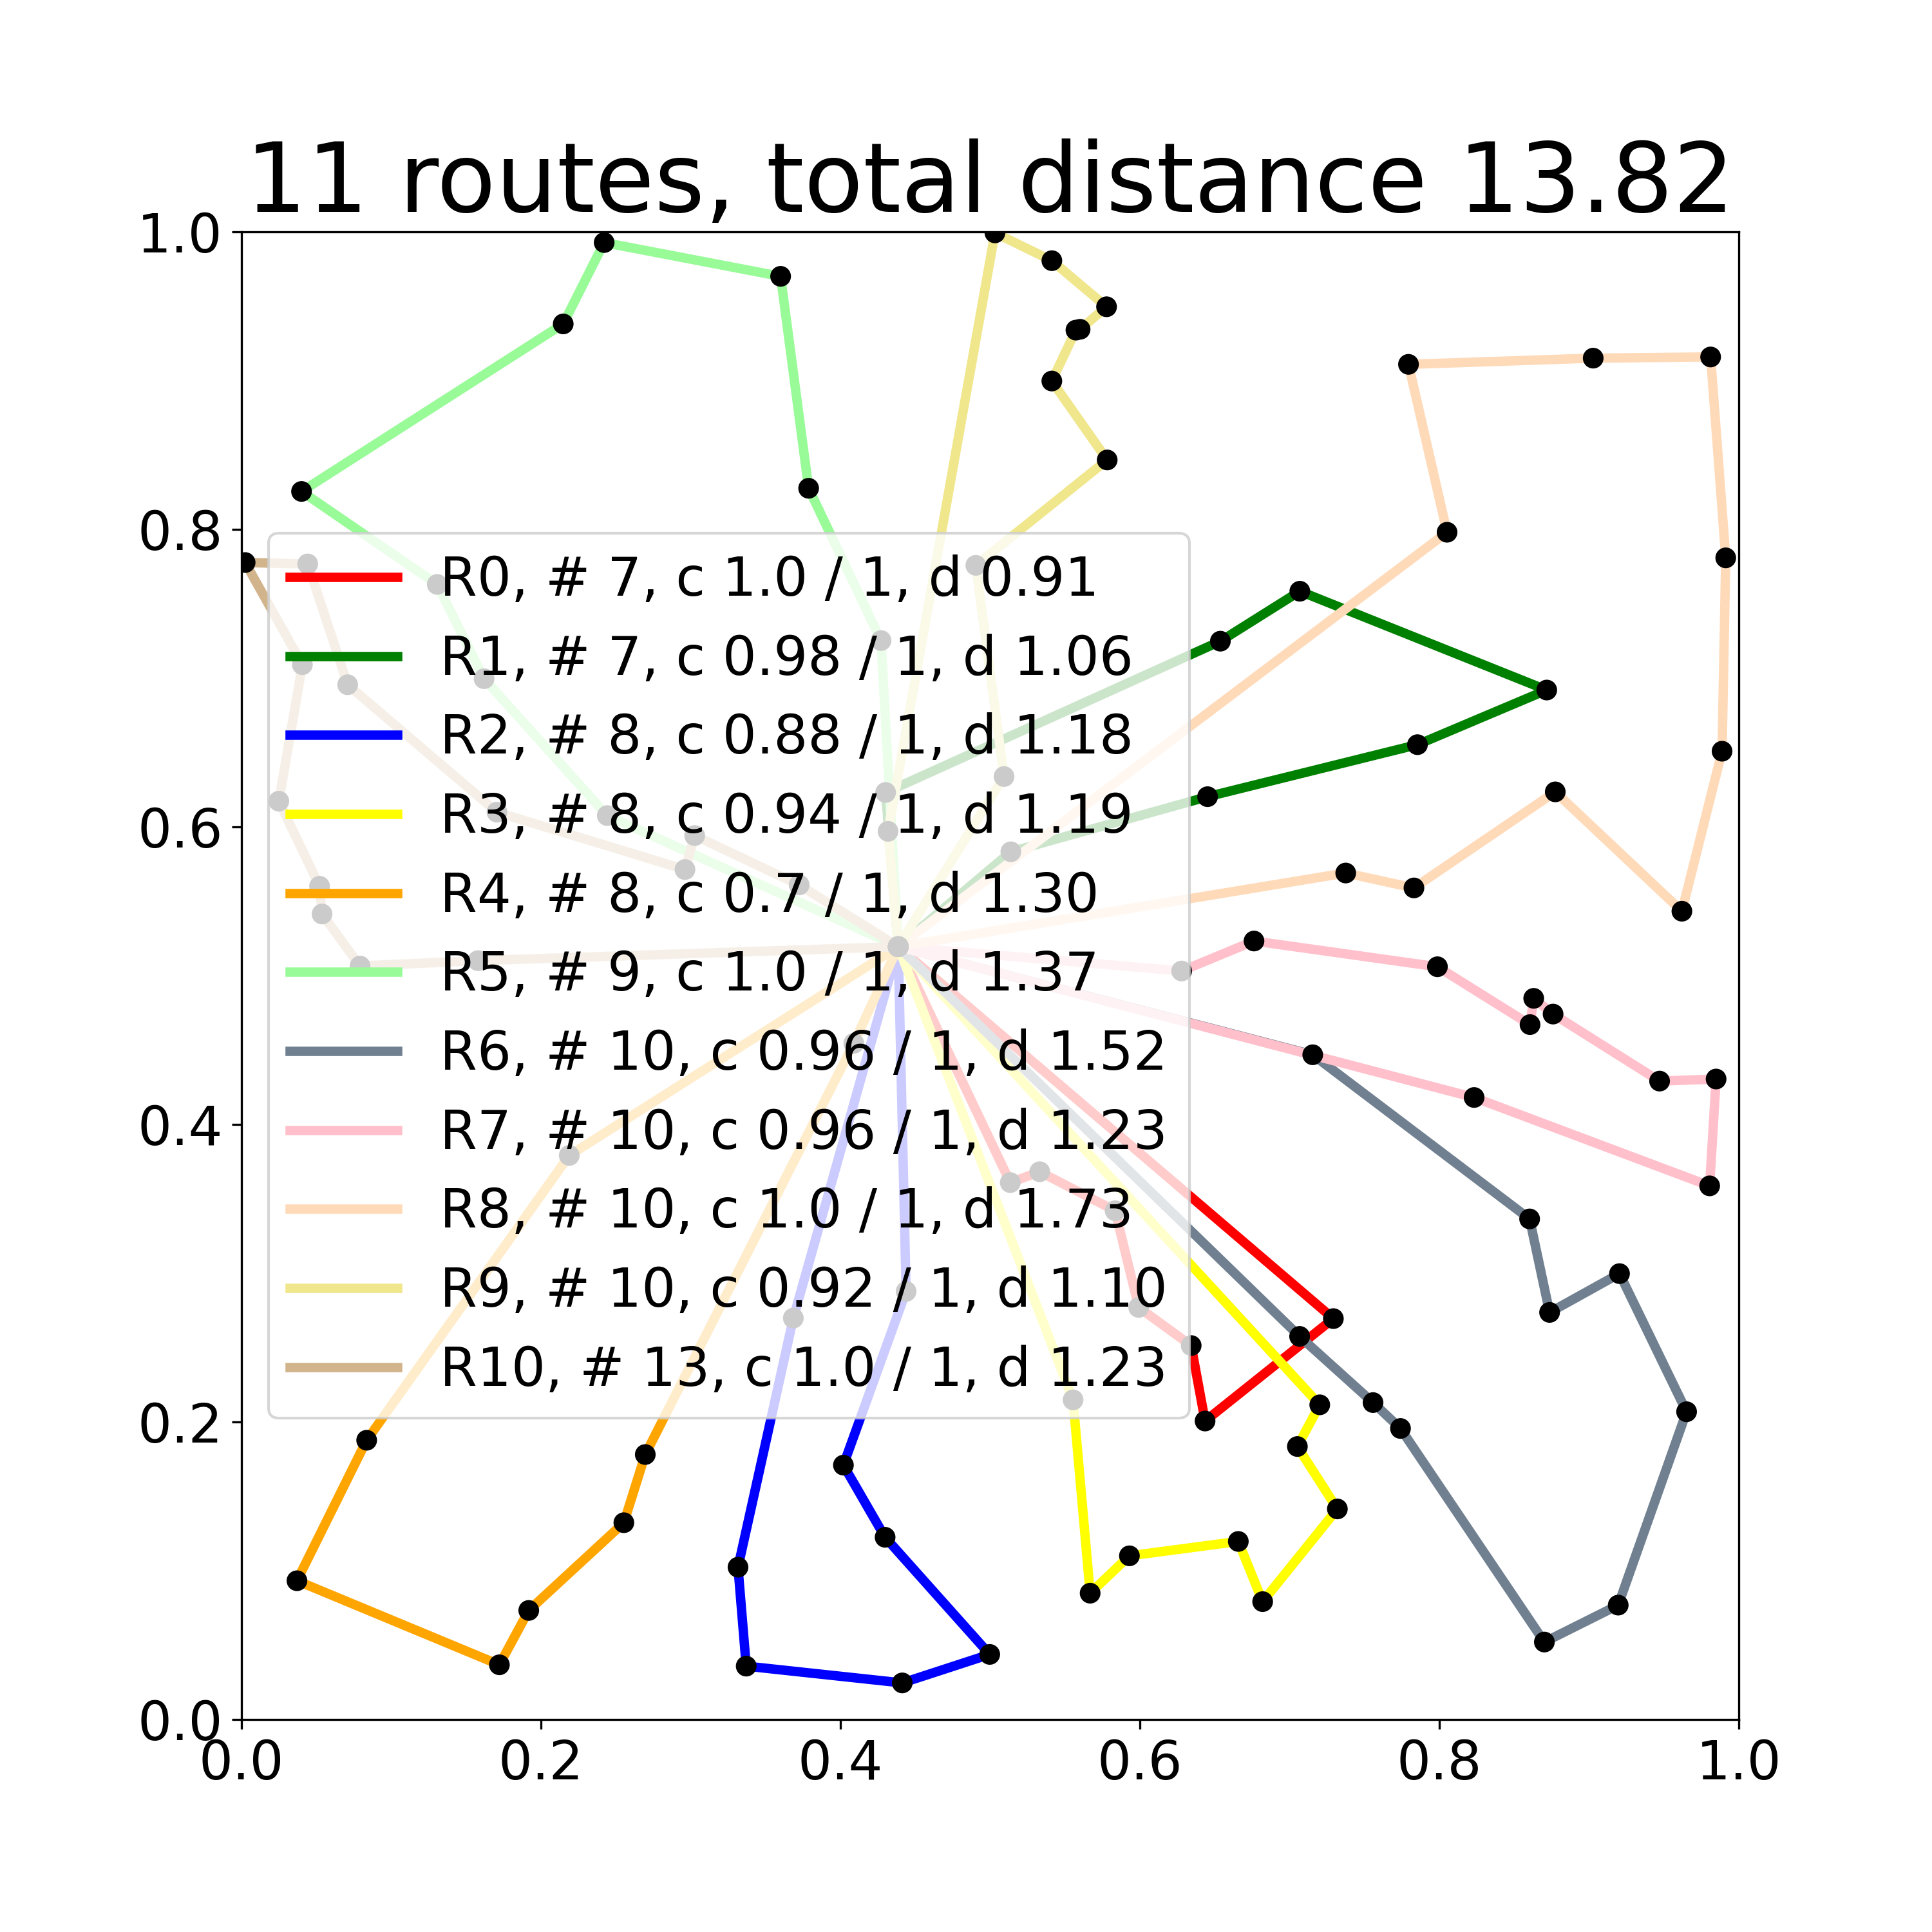 11 routes, total distance 13.82
1.0
0.8
0.6
0.4
0.2
0.0
R0, # 7, c 1.0 / 1, d 0.91
R1, # 7, c 0.98 / 1, d 1.06
R2, # 8, c 0.88 / 1, d 1.18
R3, # 8, c 0.94 / 1, d 1.19
R4, # 8, c 0.7 / 1, d 1.30
R5, # 9, c 1.0 / 1, d 1.37
R6, # 10, c 0.96 / 1, d 1.52
R7, # 10, c 0.96 / 1, d 1.23
R8, # 10, c 1.0 / 1, d 1.73
R9, # 10, c 0.92 / 1, d 1.10
R10, # 13, c 1.0 / 1, d 1.23
0.0 0.2 0.4 0.6 0.8 1.0